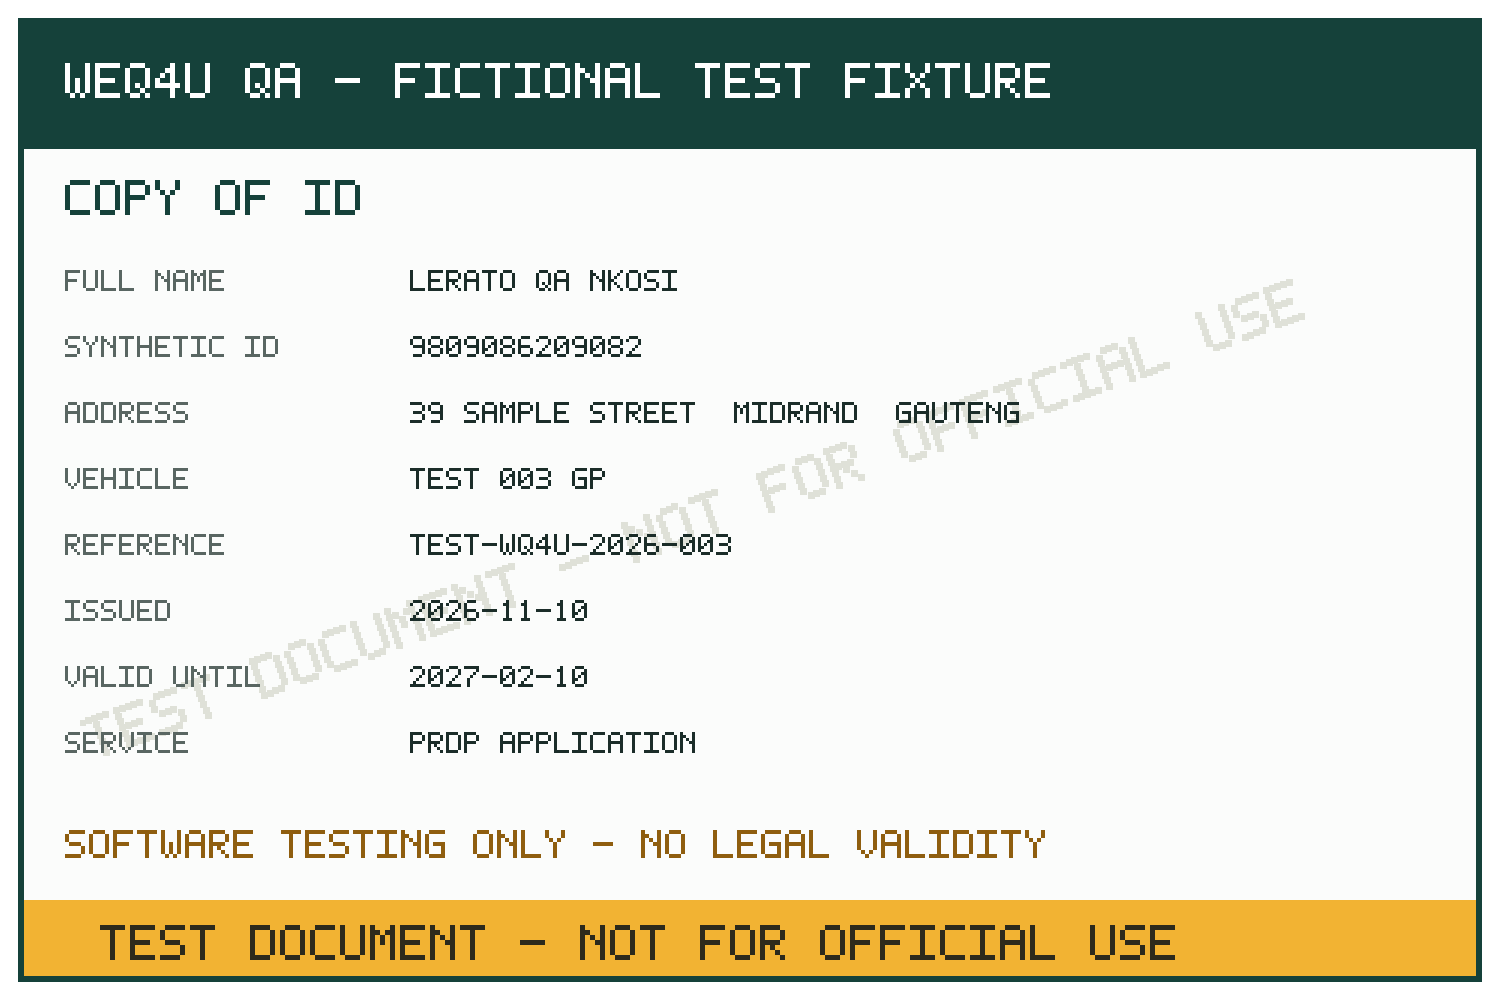 WEQ4U QA - FICTIONAL TEST FIXTURE
COPY OF ID
FULL NAME LERATO QA NKOSI
SYNTHETIC ID 9809086209082
ADDRESS 39 SAMPLE STREET MIDRAND GAUTENG
VEHICLE TEST 003 GP
REFERENCE TEST-WQ4U-2026-003
ISSUED 2026-11-10
VALID UNTIL 2027-02-10
SERVICE PRDP APPLICATION
TEST DOCUMENT - NOT FOR OFFICIAL USE
SOFTWARE TESTING ONLY - NO LEGAL VALIDITY
TEST DOCUMENT - NOT FOR OFFICIAL USE